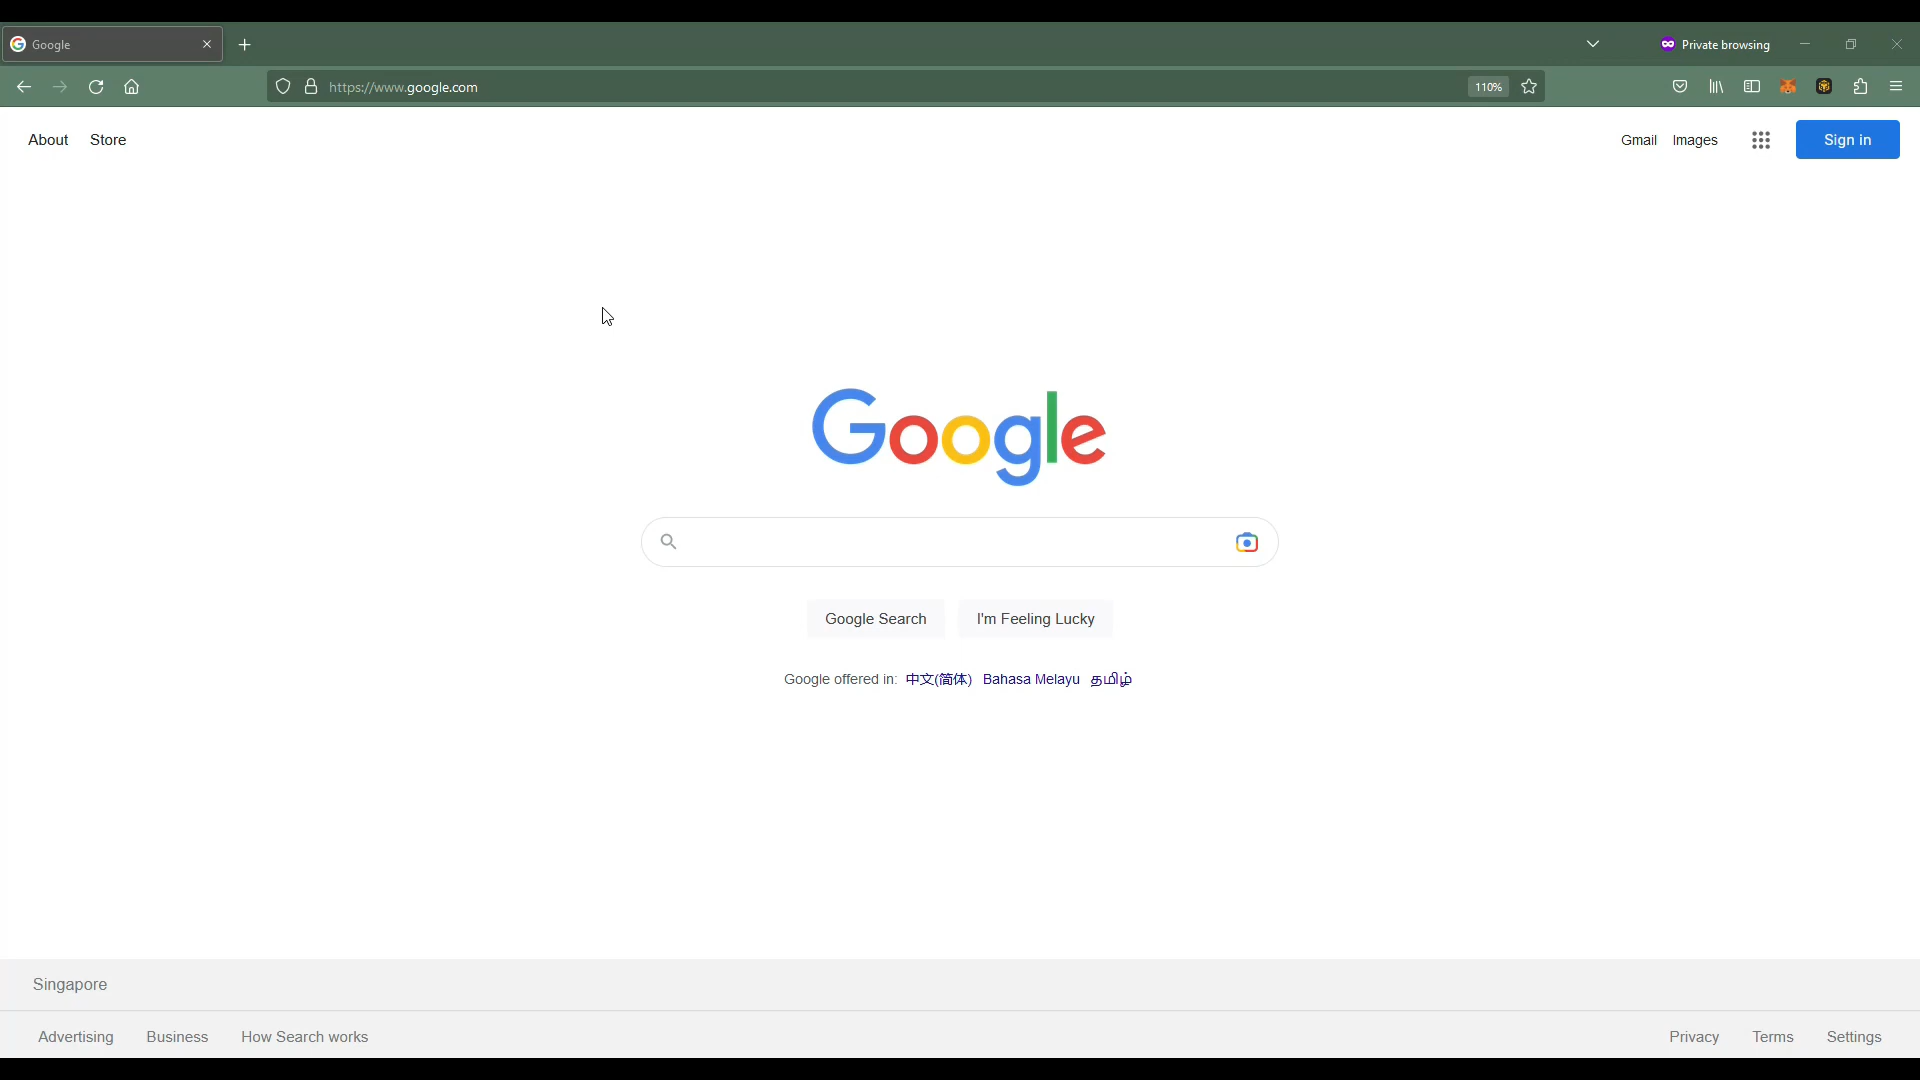 Google
Private browsing
https://www.google.com
110%
About Store
Gmail Images Sign in
Google
Google Search I'm Feeling Lucky
Google offered in: 中文(简体) Bahasa Melayu தமிழ்
Singapore
Advertising Business How Search works
Privacy Terms Settings